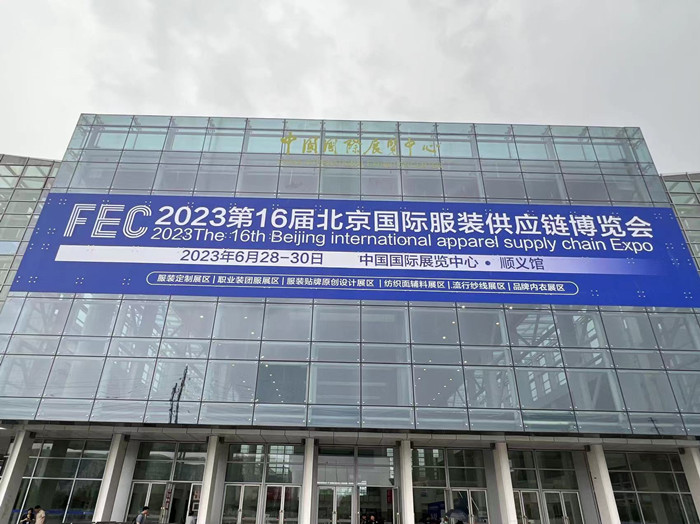 中国国际展览中心
FEC 2023第16届北京国际服装供应链博览会
2023The 16th Beijing international apparel supply chain Expo
2023年6月28-30日 中国国际展览中心·顺义馆
服装定制展区 | 职业装团服展区 | 服装贴牌原创设计展区 | 纺织面辅料展区 | 流行纱线展区 | 品牌内衣展区